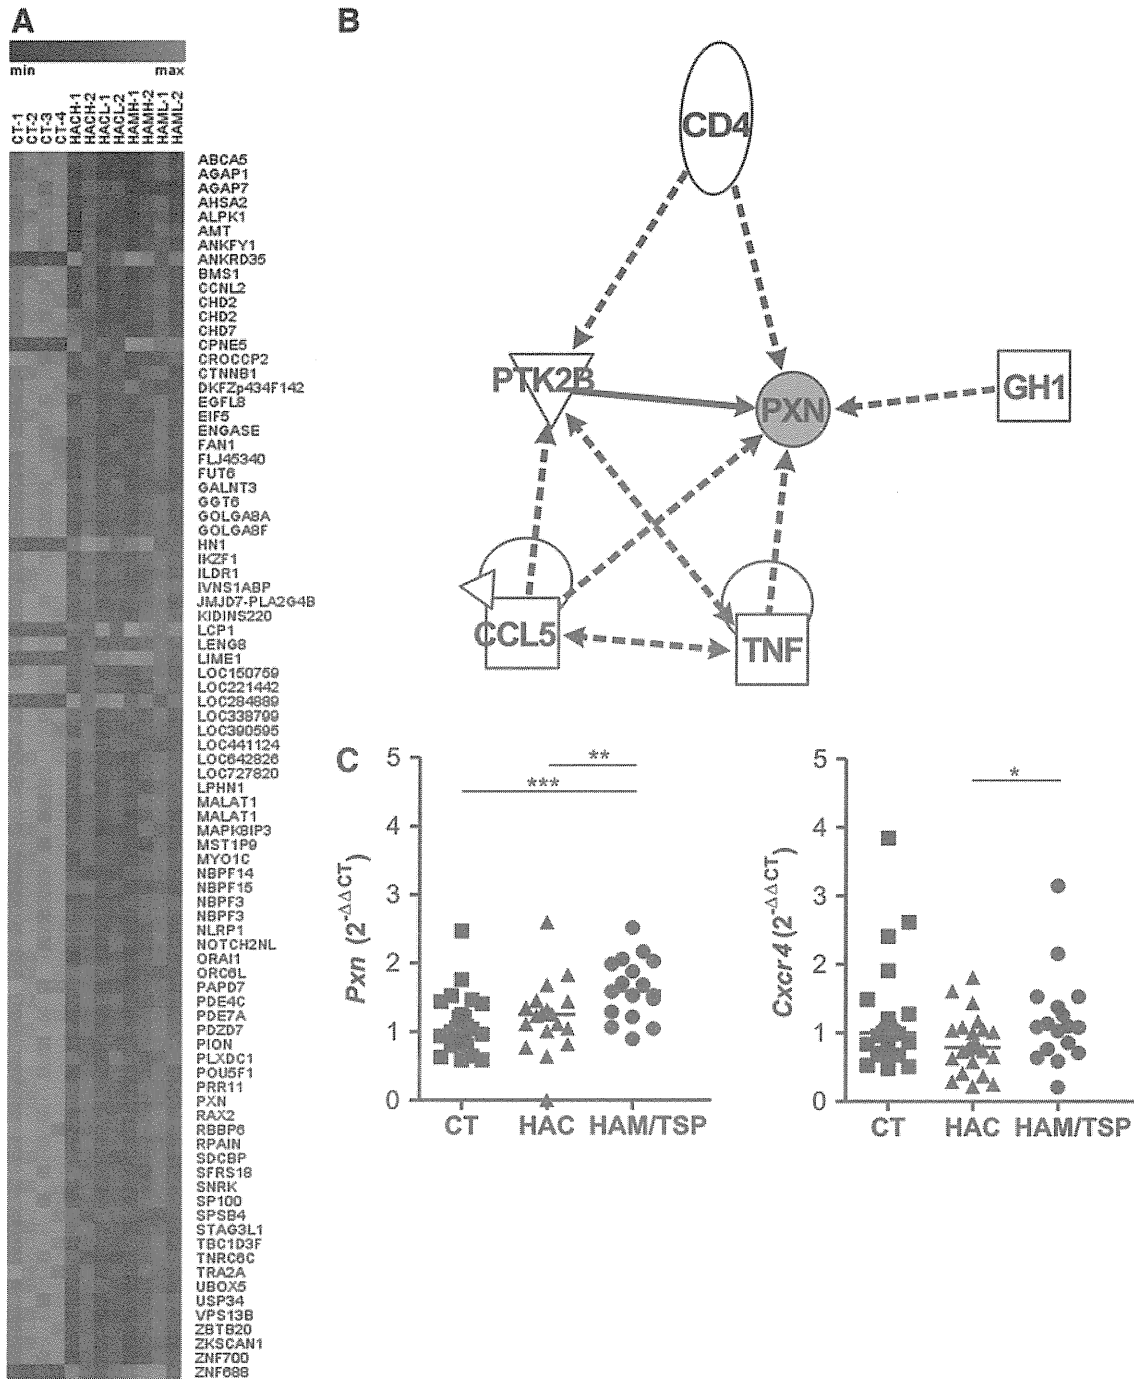 A
min max
CT-1
CT-2
CT-3
CT-4
HACH-1
HACH-2
HACL-1
HACL-2
HAMH-1
HAMH-2
HAML-1
HAML-2
ABCA5
AGAP1
AGAP7
AHSA2
ALPK1
AMT
ANKFY1
ANKRD35
BMS1
CCNL2
CHD2
CHD2
CHD7
CPNE5
CROCCP2
CTNNB1
DKFZp434F142
EGFL8
EIF5
ENGASE
FAN1
FLJ45340
FUT6
GALNT3
GGT6
GOLGA8A
GOLGA8F
HN1
IKZF1
ILDR1
IVNS1ABP
JMJD7-PLA2G4B
KIDINS220
LCP1
LENG8
LIME1
LOC150759
LOC221442
LOC284889
LOC338799
LOC390595
LOC441124
LOC642826
LOC727820
LPHN1
MALAT1
MALAT1
MAPK8IP3
MST1P9
MYO1C
NBPF14
NBPF15
NBPF3
NBPF3
NLRP1
NOTCH2NL
ORAI1
ORC6L
PAPD7
PDE4C
PDE7A
PDZD7
PION
PLXDC1
POU5F1
PRR11
PXN
RAX2
RBBP6
RPAIN
SDCBP
SFRS18
SNRK
SP100
SPSB4
STAG3L1
TBC1D3F
TNRC6C
TRA2A
UBOX5
USP34
VPS13B
ZBTB20
ZKSCAN1
ZNF700
ZNF688
B
CD4
PTK2B
PXN
GH1
CCL5
TNF
C
Pxn (2-ΔΔCT)
5
4
3
2
1
0
**
***
CT HAC HAM/TSP
Cxcr4 (2-ΔΔCT)
5
4
3
2
1
0
*
CT HAC HAM/TSP